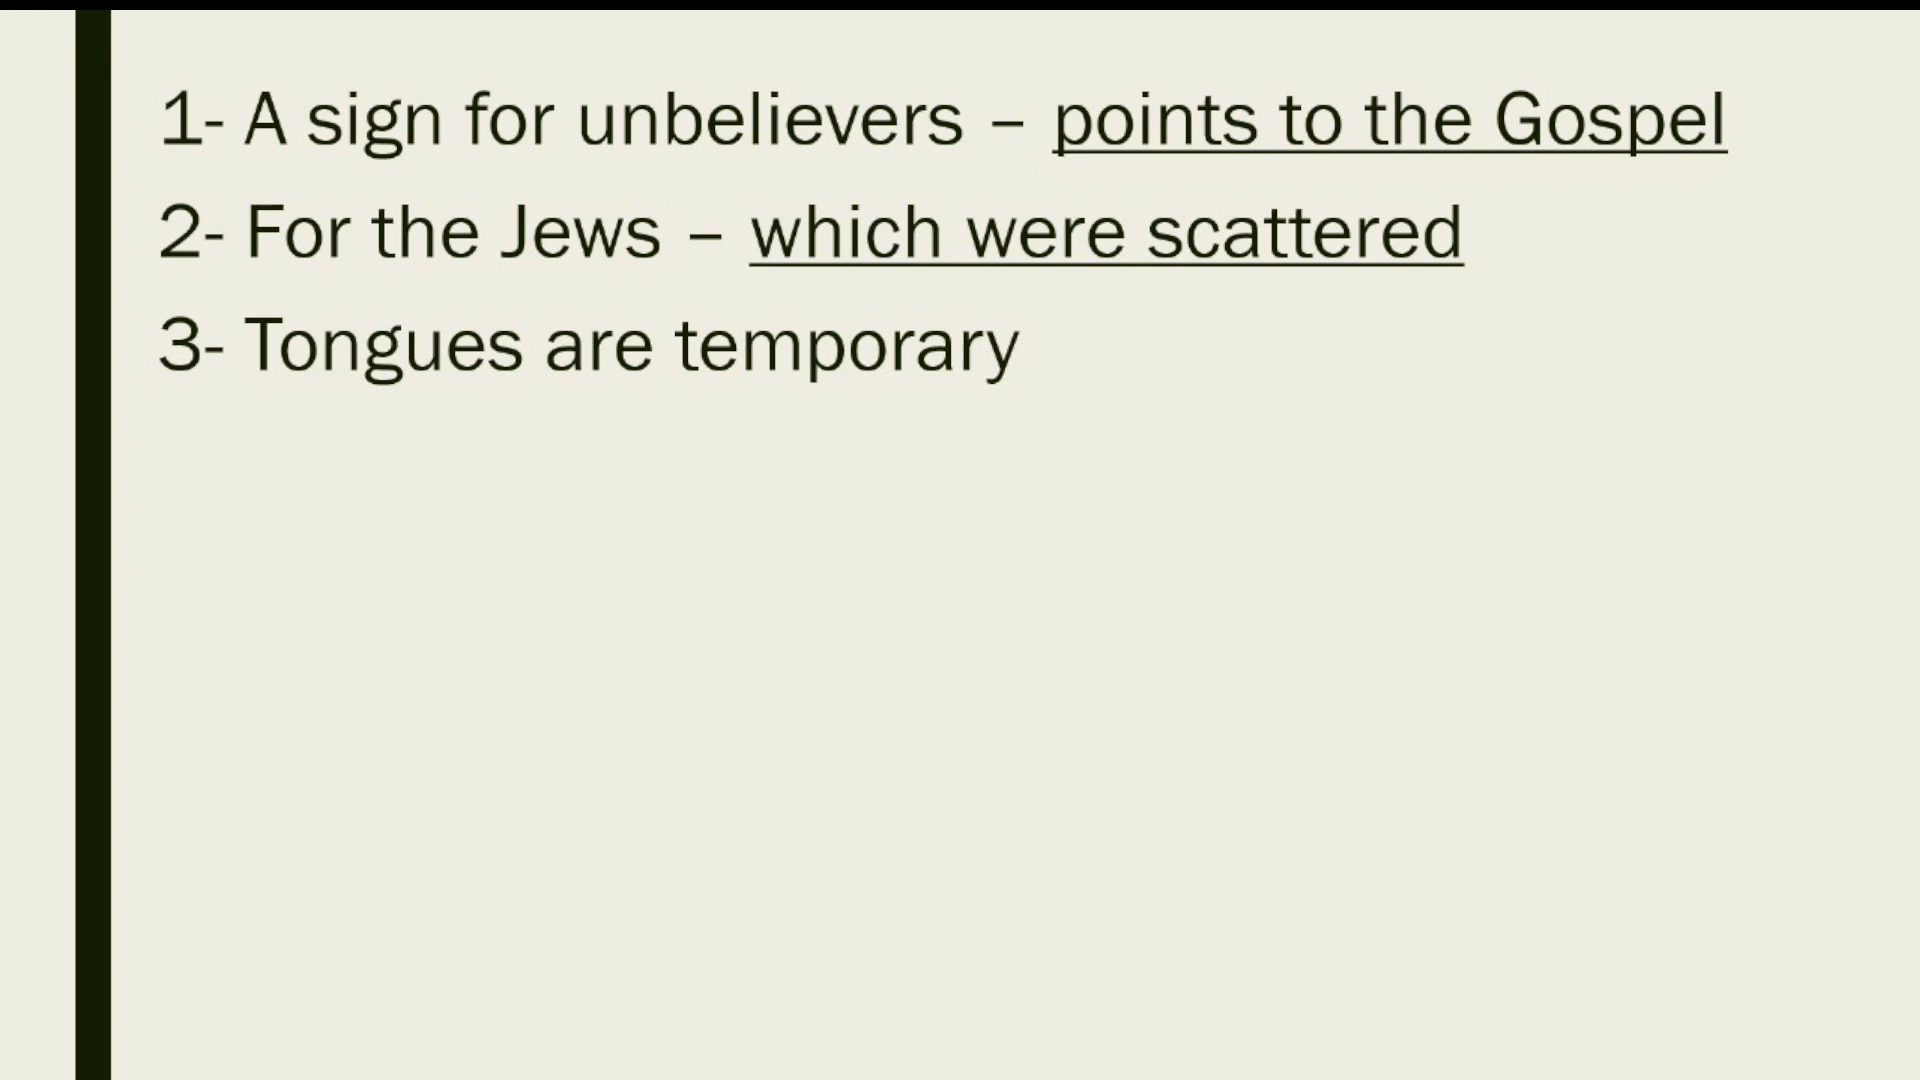 1- A sign for unbelievers – points to the Gospel
2- For the Jews – which were scattered
3- Tongues are temporary